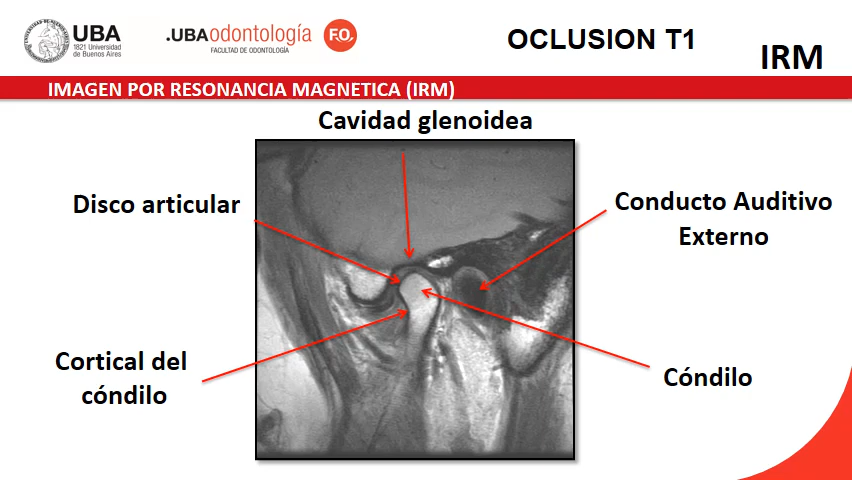 UBA
1821 Universidad
de Buenos Aires
.UBAodontología
FACULTAD DE ODONTOLOGÍA
F.O.
OCLUSION T1
IRM
IMAGEN POR RESONANCIA MAGNETICA (IRM)
Cavidad glenoidea
Disco articular
Conducto Auditivo
Externo
Cortical del
cóndilo
Cóndilo